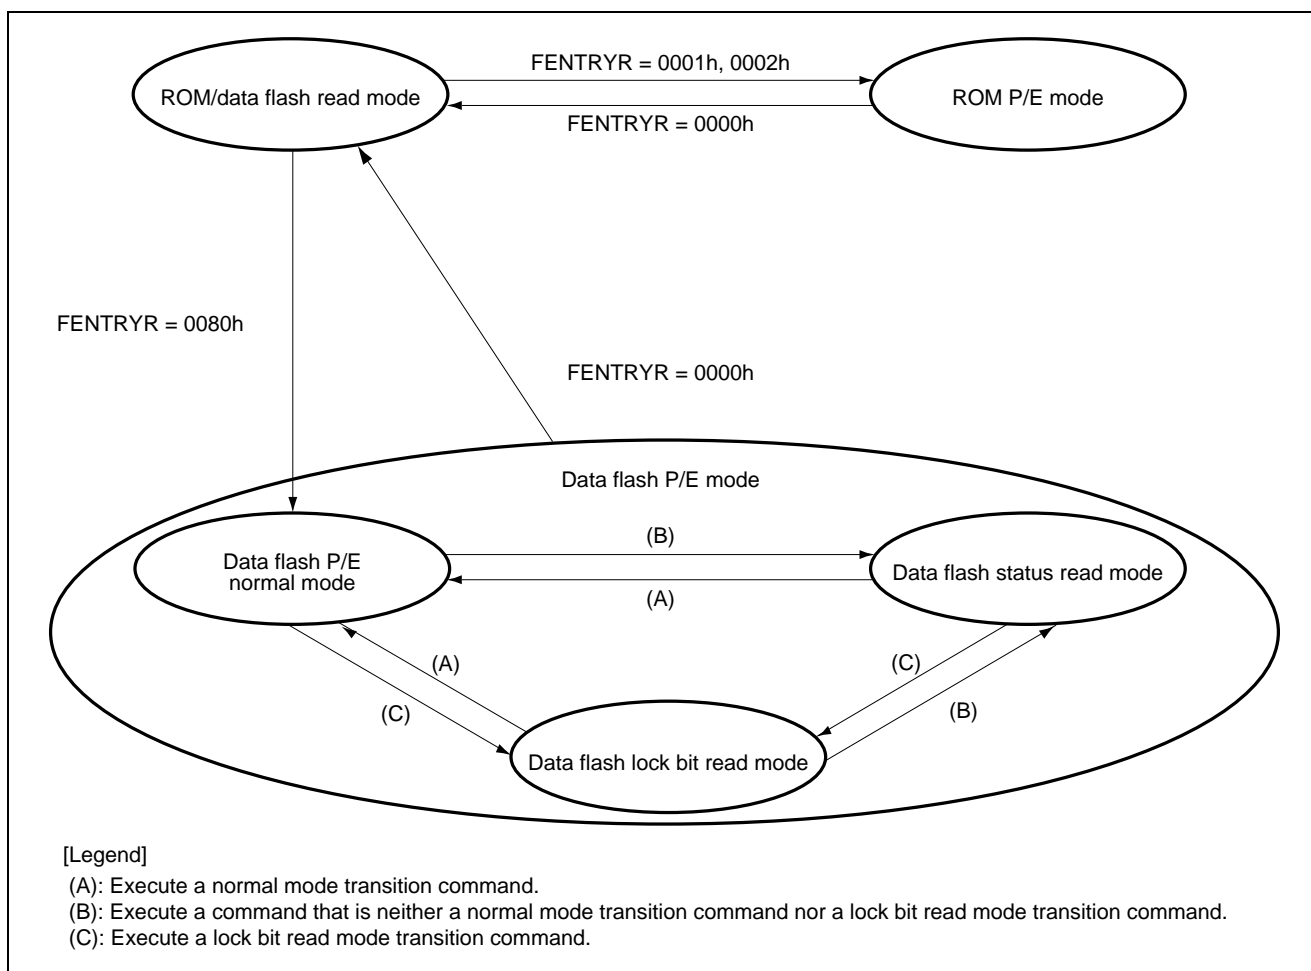 FENTRYR = 0001h, 0002h
ROM/data flash read mode
ROM P/E mode
FENTRYR = 0000h
FENTRYR = 0080h
FENTRYR = 0000h
Data flash P/E mode
Data flash P/E
normal mode
(B)
Data flash status read mode
(A)
(A)
(C)
(C)
(B)
Data flash lock bit read mode
[Legend]
(A): Execute a normal mode transition command.
(B): Execute a command that is neither a normal mode transition command nor a lock bit read mode transition command.
(C): Execute a lock bit read mode transition command.